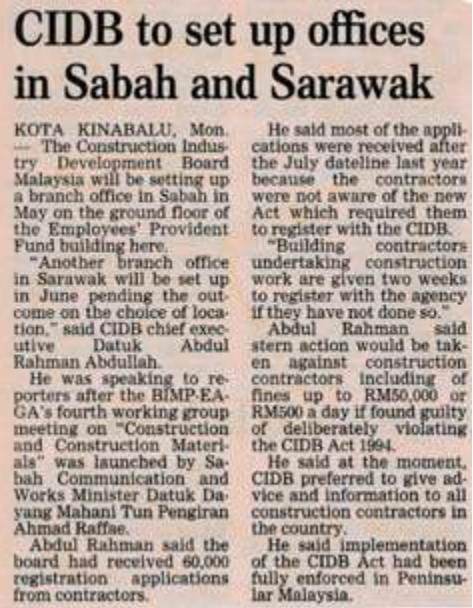 CIDB to set up offices
in Sabah and Sarawak
KOTA KINABALU, Mon.
— The Construction Indus-
try Development Board
Malaysia will be setting up
a branch office in Sabah in
May on the ground floor of
the Employees' Provident
Fund building here.
"Another branch office
in Sarawak will be set up
in June pending the out-
come on the choice of loca-
tion," said CIDB chief exec-
utive Datuk Abdul
Rahman Abdullah.
He was speaking to re-
porters after the BIMP-EA-
GA's fourth working group
meeting on "Construction
and Construction Materi-
als" was launched by Sa-
bah Communication and
Works Minister Datuk Da-
yang Mahani Tun Pengiran
Ahmad Raffae.
Abdul Rahman said the
board had received 60,000
registration applications
from contractors.
He said most of the appli-
cations were received after
the July dateline last year
because the contractors
were not aware of the new
Act which required them
to register with the CIDB.
"Building contractors
undertaking construction
work are given two weeks
to register with the agency
if they have not done so."
Abdul Rahman said
stern action would be tak-
en against construction
contractors including of
fines up to RM50,000 or
RM500 a day if found guilty
of deliberately violating
the CIDB Act 1994.
He said at the moment,
CIDB preferred to give ad-
vice and information to all
construction contractors in
the country.
He said implementation
of the CIDB Act had been
fully enforced in Peninsu-
lar Malaysia.